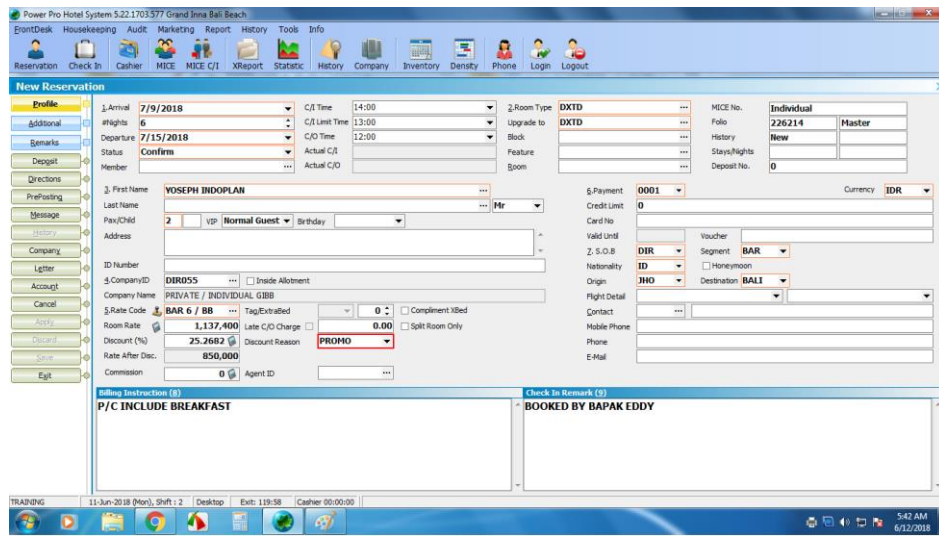 Power Pro Hotel System 5.22.1703.577 Grand Inna Bali Beach
FrontDesk Housekeeping Audit Marketing Report History Tools Info
Reservation Check In Cashier MICE MICE C/I XReport Statistic History Company Inventory Density Phone Login Logout
New Reservation
Profile
Additional
Remarks
Deposit
Directions
PrePosting
Message
History
Company
Letter
Account
Cancel
Apply
Discard
Save
Exit
1.Arrival 7/9/2018 C/I Time 14:00 2.Room Type DXTD MICE No. Individual
#Nights 6 C/I Limit Time 13:00 Upgrade to DXTD Folio 226214 Master
Departure 7/15/2018 C/O Time 12:00 Block History New
Status Confirm Actual C/I Feature Stays/Nights
Member Actual C/O Room Deposit No. 0
3. First Name YOSEPH INDOPLAN 6.Payment 0001 Currency IDR
Last Name Mr Credit Limit 0
Pax/Child 2 VIP Normal Guest Birthday Card No
Address Valid Until Voucher
7. S.O.B DIR Segment BAR
ID Number Nationality ID Honeymoon
4.CompanyID DIR055 Inside Allotment Origin JHO Destination BALI
Company Name PRIVATE / INDIVIDUAL GIBB Flight Detail
5.Rate Code BAR 6 / BB Tag/ExtraBed 0 Compliment XBed Contact
Room Rate 1,137,400 Late C/O Charge 0.00 Split Room Only Mobile Phone
Discount (%) 25.2682 Discount Reason PROMO Phone
Rate After Disc. 850,000 E-Mail
Commission 0 Agent ID
Billing Instruction (8) Check In Remark (9)
P/C INCLUDE BREAKFAST BOOKED BY BAPAK EDDY
TRAINING 11-Jun-2018 (Mon), Shift : 2 Desktop Exit: 119:58 Cashier 00:00:00
5:42 AM
6/12/2018